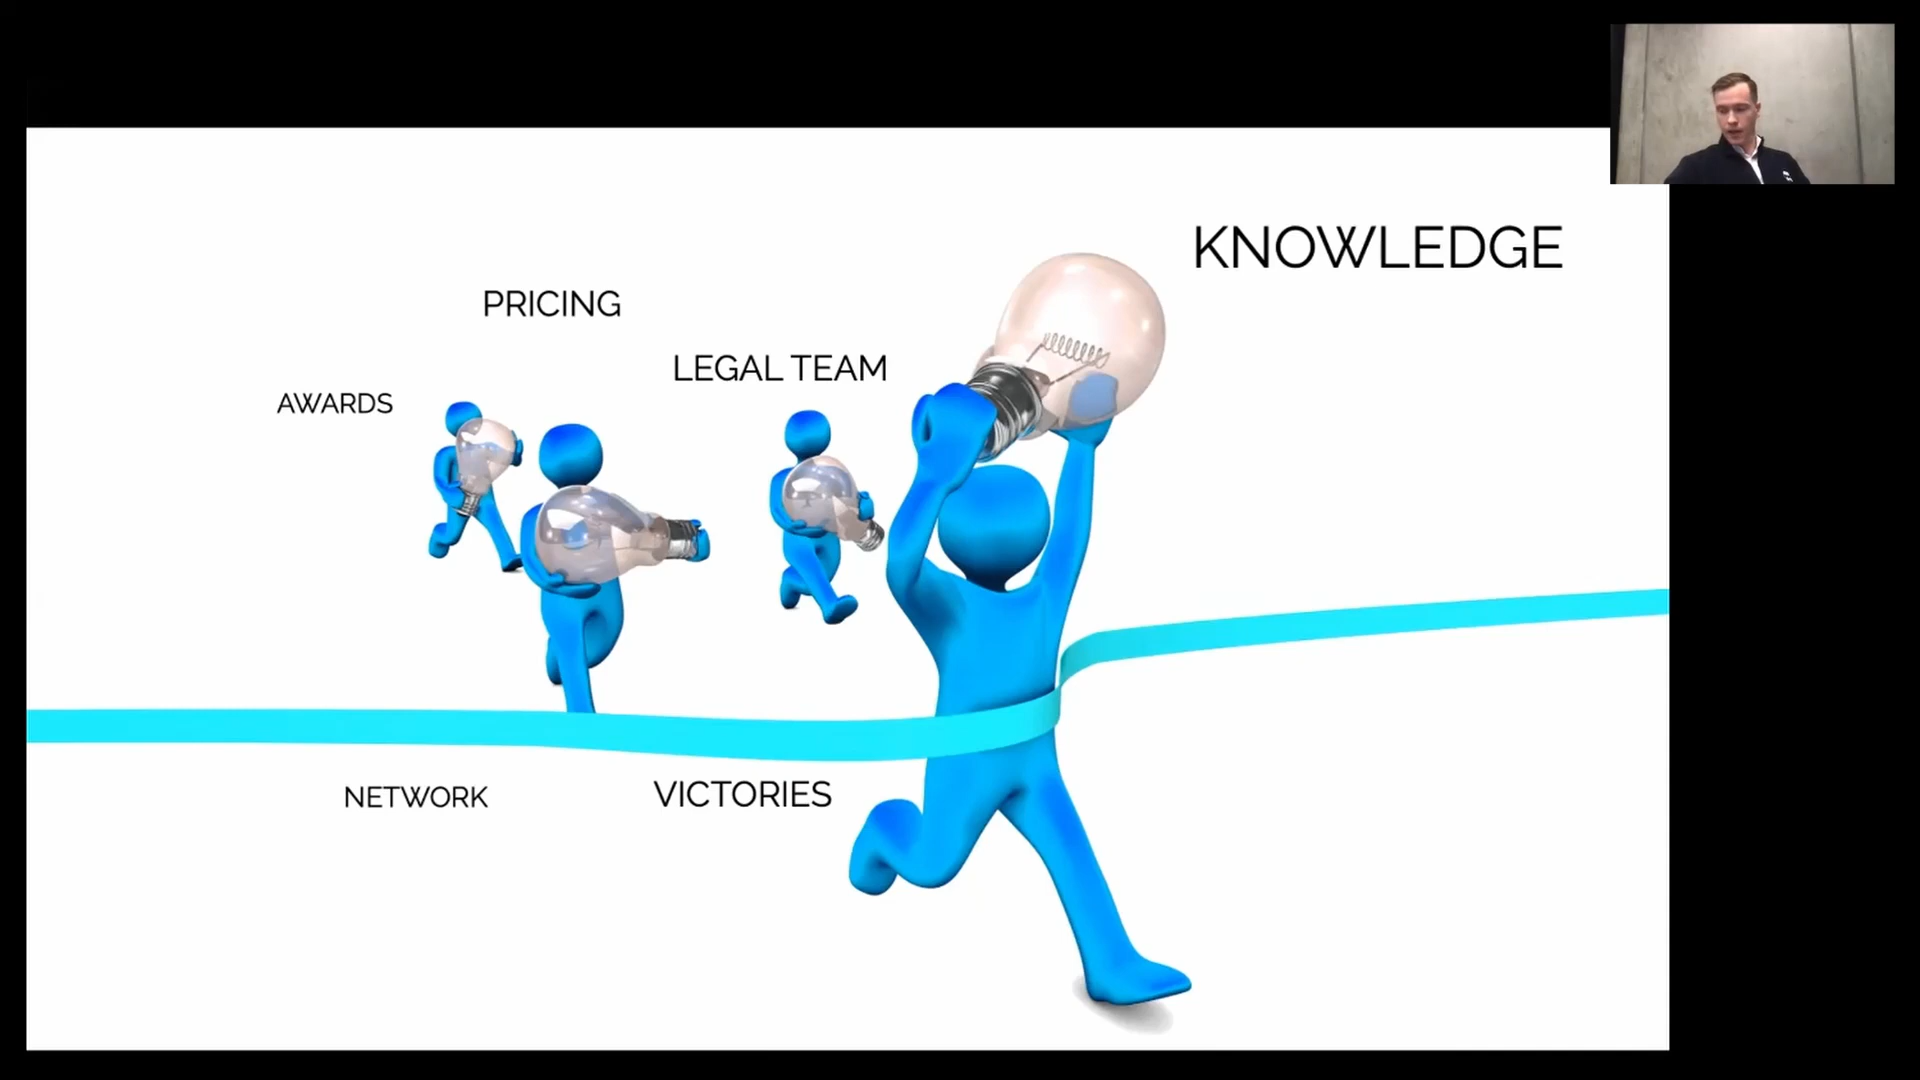 KNOWLEDGE
PRICING
LEGAL TEAM
AWARDS
NETWORK
VICTORIES